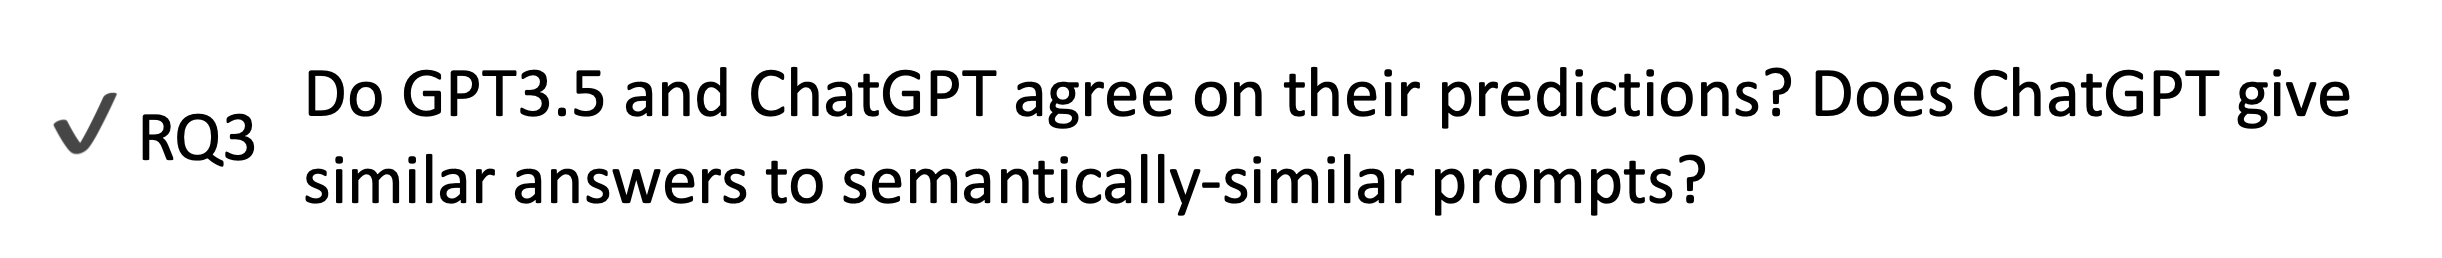 ✓ RQ3
Do GPT3.5 and ChatGPT agree on their predictions? Does ChatGPT give
similar answers to semantically-similar prompts?